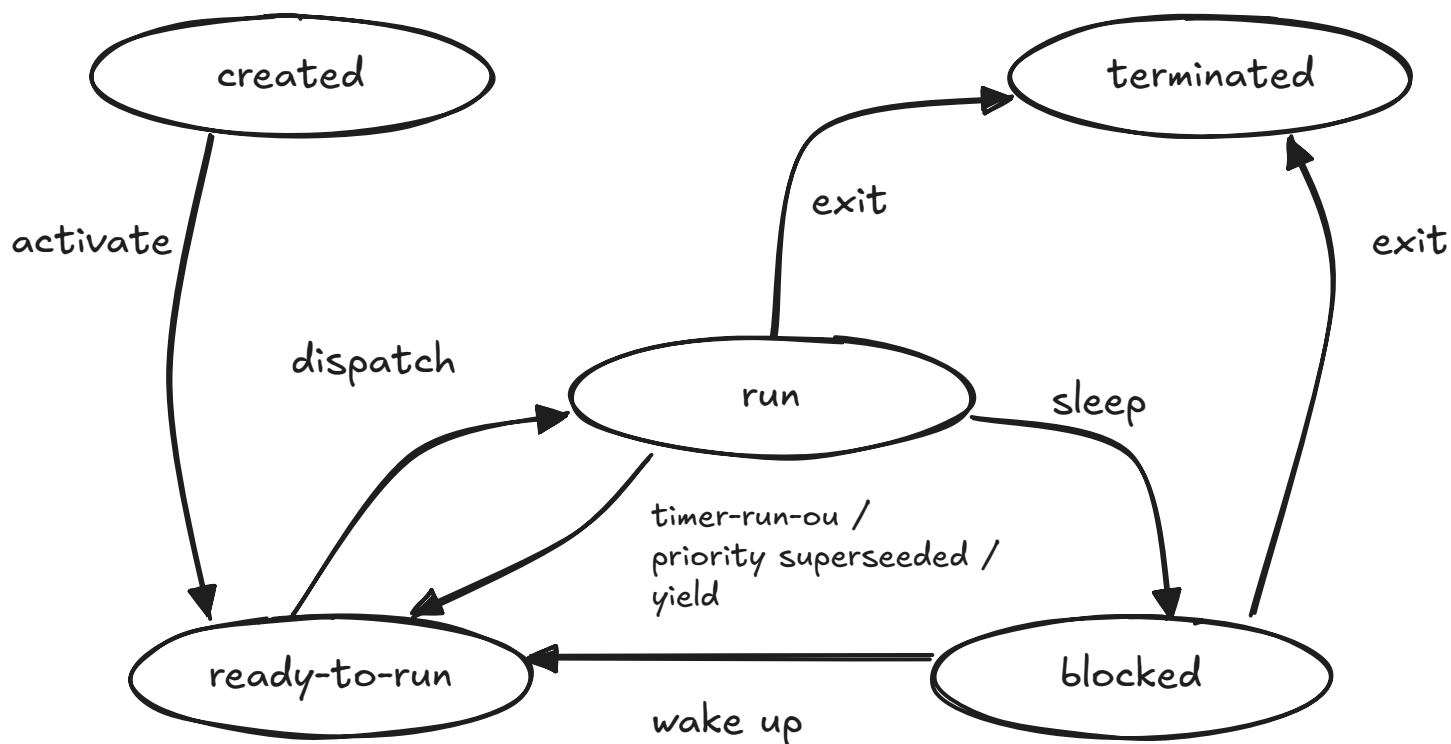 created
terminated
exit
activate
exit
dispatch
run
sleep
timer-run-ou /
priority superseeded /
yield
ready-to-run
blocked
wake up